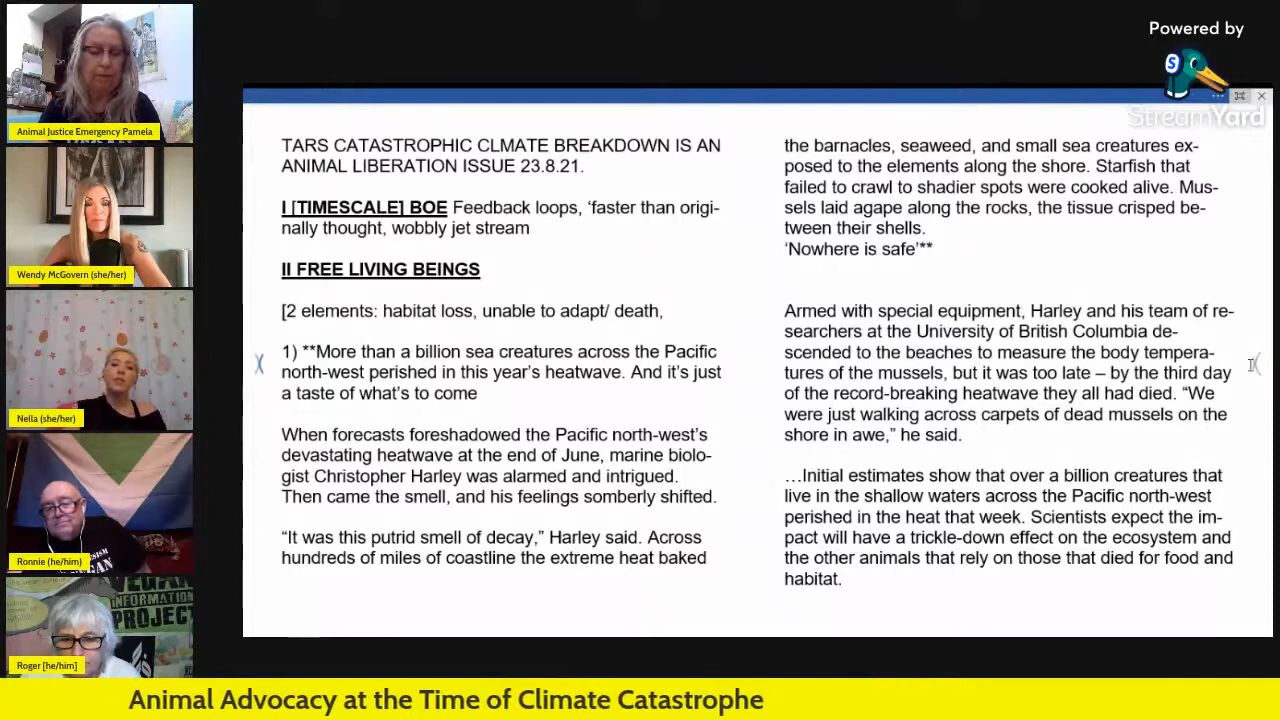 Powered by
StreamYard
Animal Justice Emergency Pamela
Wendy McGovern (she/her)
Nella (she/her)
Ronnie (he/him)
VEGAN
INFORMATION
PROJECT
Roger [he/him]
TARS CATASTROPHIC CLMATE BREAKDOWN IS AN
ANIMAL LIBERATION ISSUE 23.8.21.
I [TIMESCALE] BOE Feedback loops, ‘faster than origi-
nally thought, wobbly jet stream
II FREE LIVING BEINGS
[2 elements: habitat loss, unable to adapt/ death,
1) **More than a billion sea creatures across the Pacific
north-west perished in this year’s heatwave. And it’s just
a taste of what’s to come
When forecasts foreshadowed the Pacific north-west’s
devastating heatwave at the end of June, marine biolo-
gist Christopher Harley was alarmed and intrigued.
Then came the smell, and his feelings somberly shifted.
“It was this putrid smell of decay,” Harley said. Across
hundreds of miles of coastline the extreme heat baked
the barnacles, seaweed, and small sea creatures ex-
posed to the elements along the shore. Starfish that
failed to crawl to shadier spots were cooked alive. Mus-
sels laid agape along the rocks, the tissue crisped be-
tween their shells.
‘Nowhere is safe’**
Armed with special equipment, Harley and his team of re-
searchers at the University of British Columbia de-
scended to the beaches to measure the body tempera-
tures of the mussels, but it was too late – by the third day
of the record-breaking heatwave they all had died. “We
were just walking across carpets of dead mussels on the
shore in awe,” he said.
…Initial estimates show that over a billion creatures that
live in the shallow waters across the Pacific north-west
perished in the heat that week. Scientists expect the im-
pact will have a trickle-down effect on the ecosystem and
the other animals that rely on those that died for food and
habitat.
Animal Advocacy at the Time of Climate Catastrophe